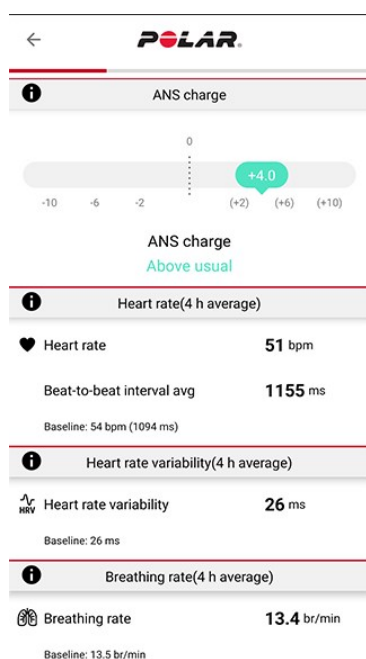 POLAR.
ANS charge
0
+4.0
-10 -6 -2 (+2) (+6) (+10)
ANS charge
Above usual
Heart rate(4 h average)
Heart rate 51 bpm
Beat-to-beat interval avg 1155 ms
Baseline: 54 bpm (1094 ms)
Heart rate variability(4 h average)
HRV Heart rate variability 26 ms
Baseline: 26 ms
Breathing rate(4 h average)
Breathing rate 13.4 br/min
Baseline: 13.5 br/min